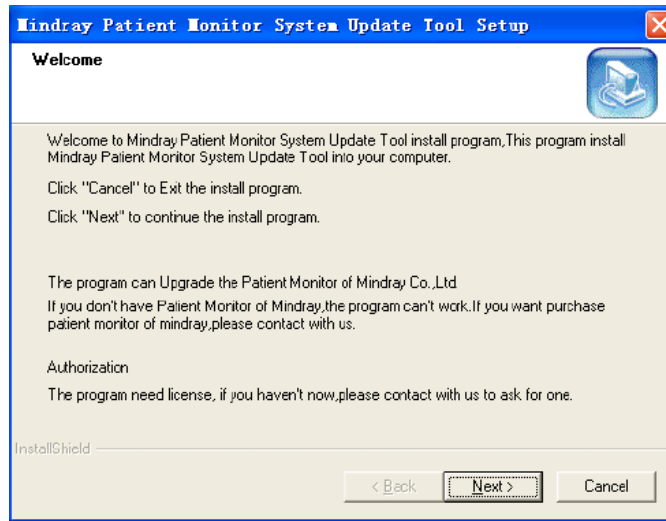 Mindray Patient Monitor System Update Tool Setup
Welcome
Welcome to Mindray Patient Monitor System Update Tool install program,This program install
Mindray Patient Monitor System Update Tool into your computer.
Click "Cancel" to Exit the install program.
Click "Next" to continue the install program.
The program can Upgrade the Patient Monitor of Mindray Co.,Ltd
If you don't have Patient Monitor of Mindray,the program can't work.If you want purchase
patient monitor of mindray,please contact with us.
Authorization
The program need license, if you haven't now,please contact with us to ask for one.
InstallShield
< Back Next > Cancel